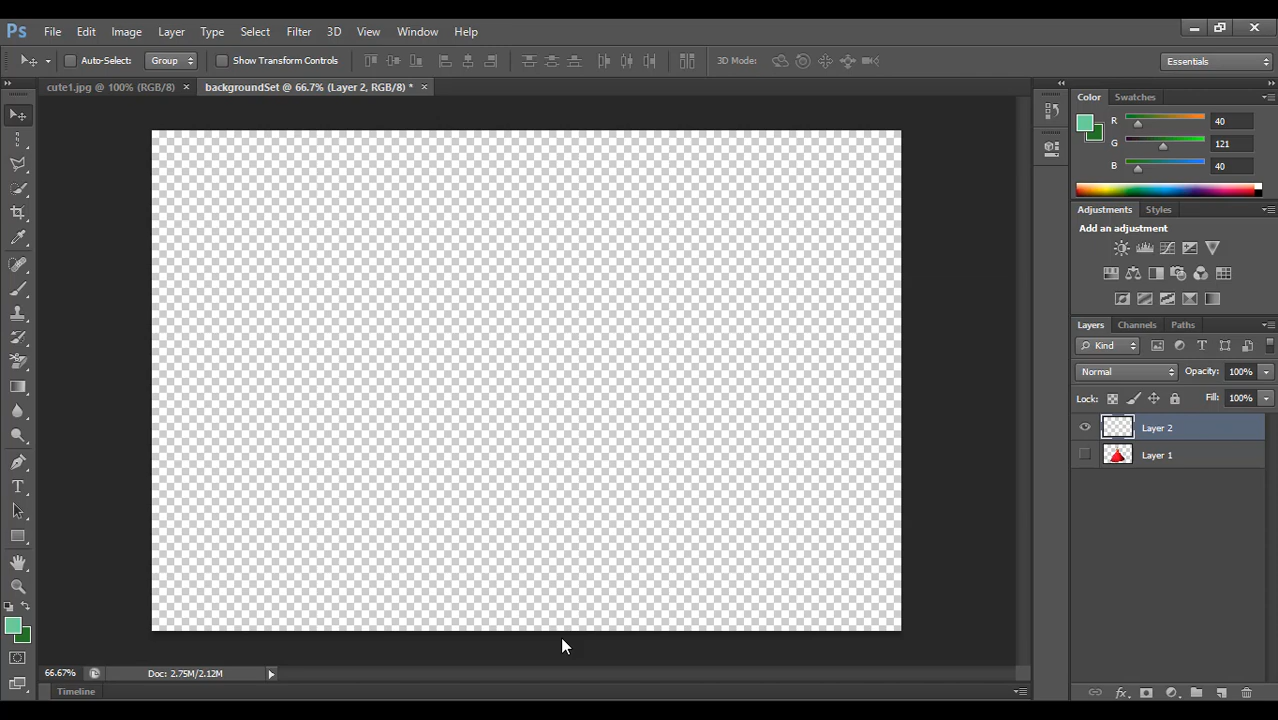 Ps File Edit Image Layer Type Select Filter 3D View Window Help
Auto-Select: Group Show Transform Controls 3D Mode: Essentials
cute1.jpg @ 100% (RGB/8) × backgroundSet @ 66.7% (Layer 2, RGB/8) * ×
Color Swatches
R 40
G 121
B 40
Adjustments Styles
Add an adjustment
Layers Channels Paths
Kind T
Normal Opacity: 100%
Lock: Fill: 100%
Layer 2
Layer 1
T
66.67% Doc: 2.75M/2.12M
Timeline fx